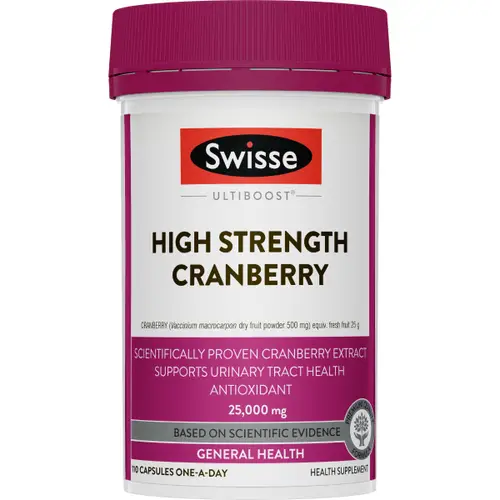 Swisse
ULTIBOOST®
HIGH STRENGTH
CRANBERRY
CRANBERRY (Vaccinium macrocarpon dry fruit powder 500 mg) equiv. fresh fruit 25 g
SCIENTIFICALLY PROVEN CRANBERRY EXTRACT
SUPPORTS URINARY TRACT HEALTH
ANTIOXIDANT
25,000 mg
BASED ON SCIENTIFIC EVIDENCE
GENERAL HEALTH
110 CAPSULES ONE-A-DAY
HEALTH SUPPLEMENT